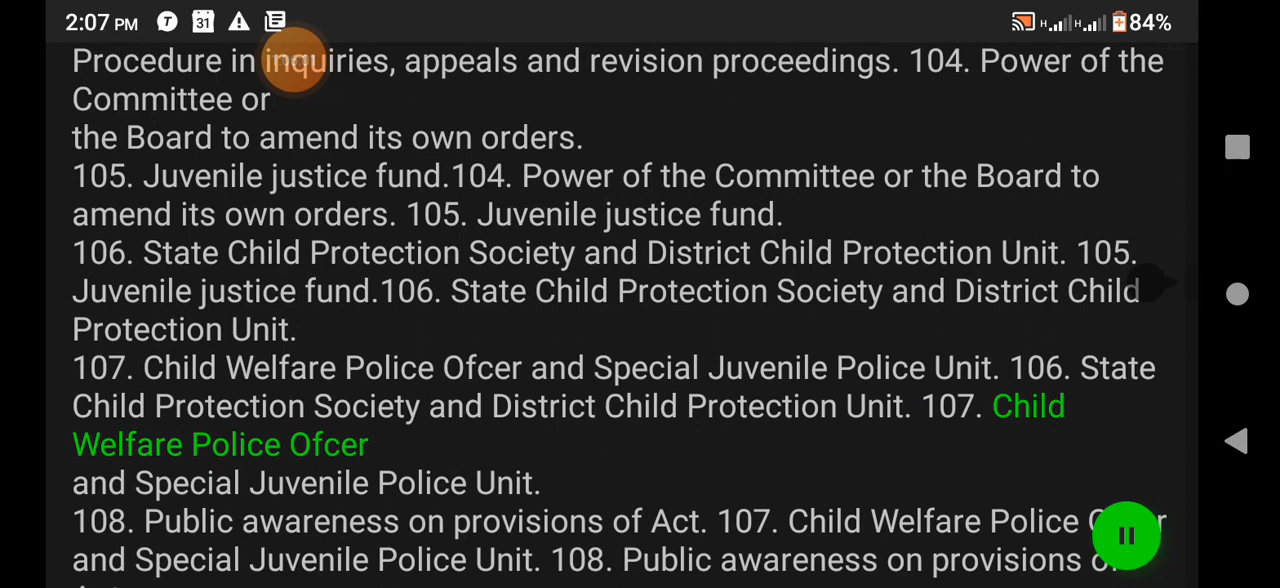 2:07 PM 31 H H 84%
Procedure in inquiries, appeals and revision proceedings. 104. Power of the
Committee or
the Board to amend its own orders.
105. Juvenile justice fund.104. Power of the Committee or the Board to
amend its own orders. 105. Juvenile justice fund.
106. State Child Protection Society and District Child Protection Unit. 105.
Juvenile justice fund.106. State Child Protection Society and District Child
Protection Unit.
107. Child Welfare Police Ofcer and Special Juvenile Police Unit. 106. State
Child Protection Society and District Child Protection Unit. 107. Child
Welfare Police Ofcer
and Special Juvenile Police Unit.
108. Public awareness on provisions of Act. 107. Child Welfare Police
and Special Juvenile Police Unit. 108. Public awareness on provisions